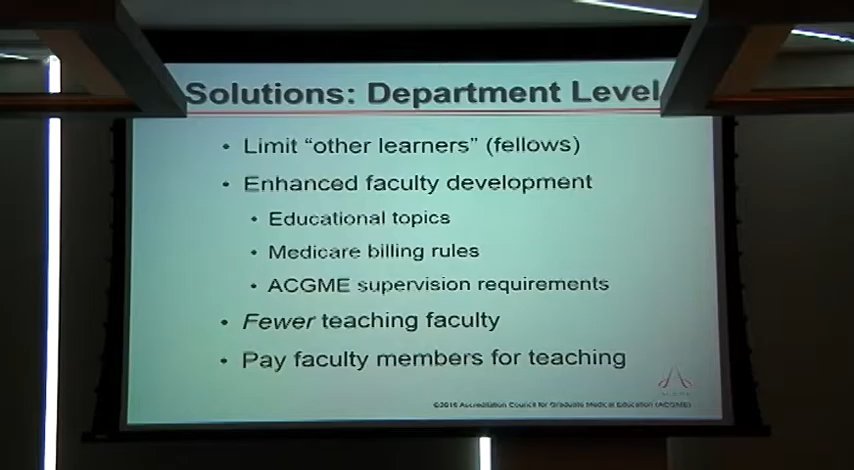 Solutions: Department Level
• Limit "other learners" (fellows)
• Enhanced faculty development
• Educational topics
• Medicare billing rules
• ACGME supervision requirements
• Fewer teaching faculty
• Pay faculty members for teaching
Accreditation Council for Graduate Medical Education (ACGME)